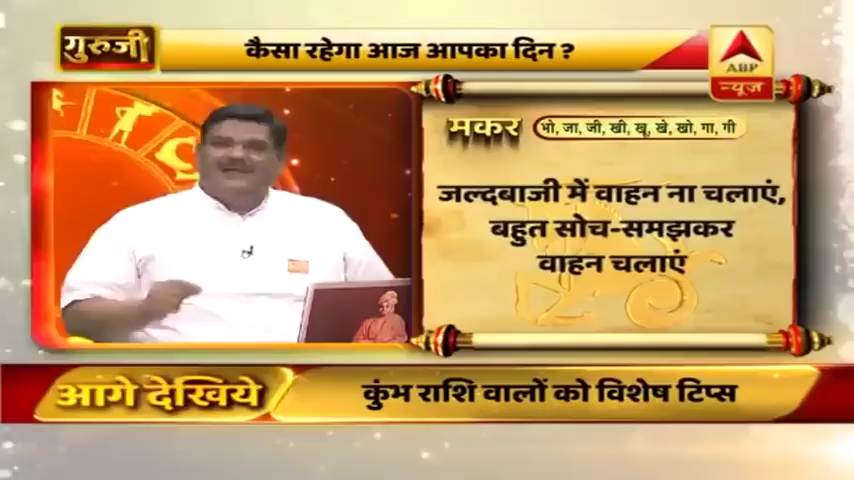 गुरुजी
कैसा रहेगा आज आपका दिन ?
ABP
न्यूज़
मकर
भो, जा, जी, खी, खू, खे, खो, गा, गी
जल्दबाजी में वाहन ना चलाएं,
बहुत सोच-समझकर
वाहन चलाएं
आगे देखिये
कुंभ राशि वालों को विशेष टिप्स